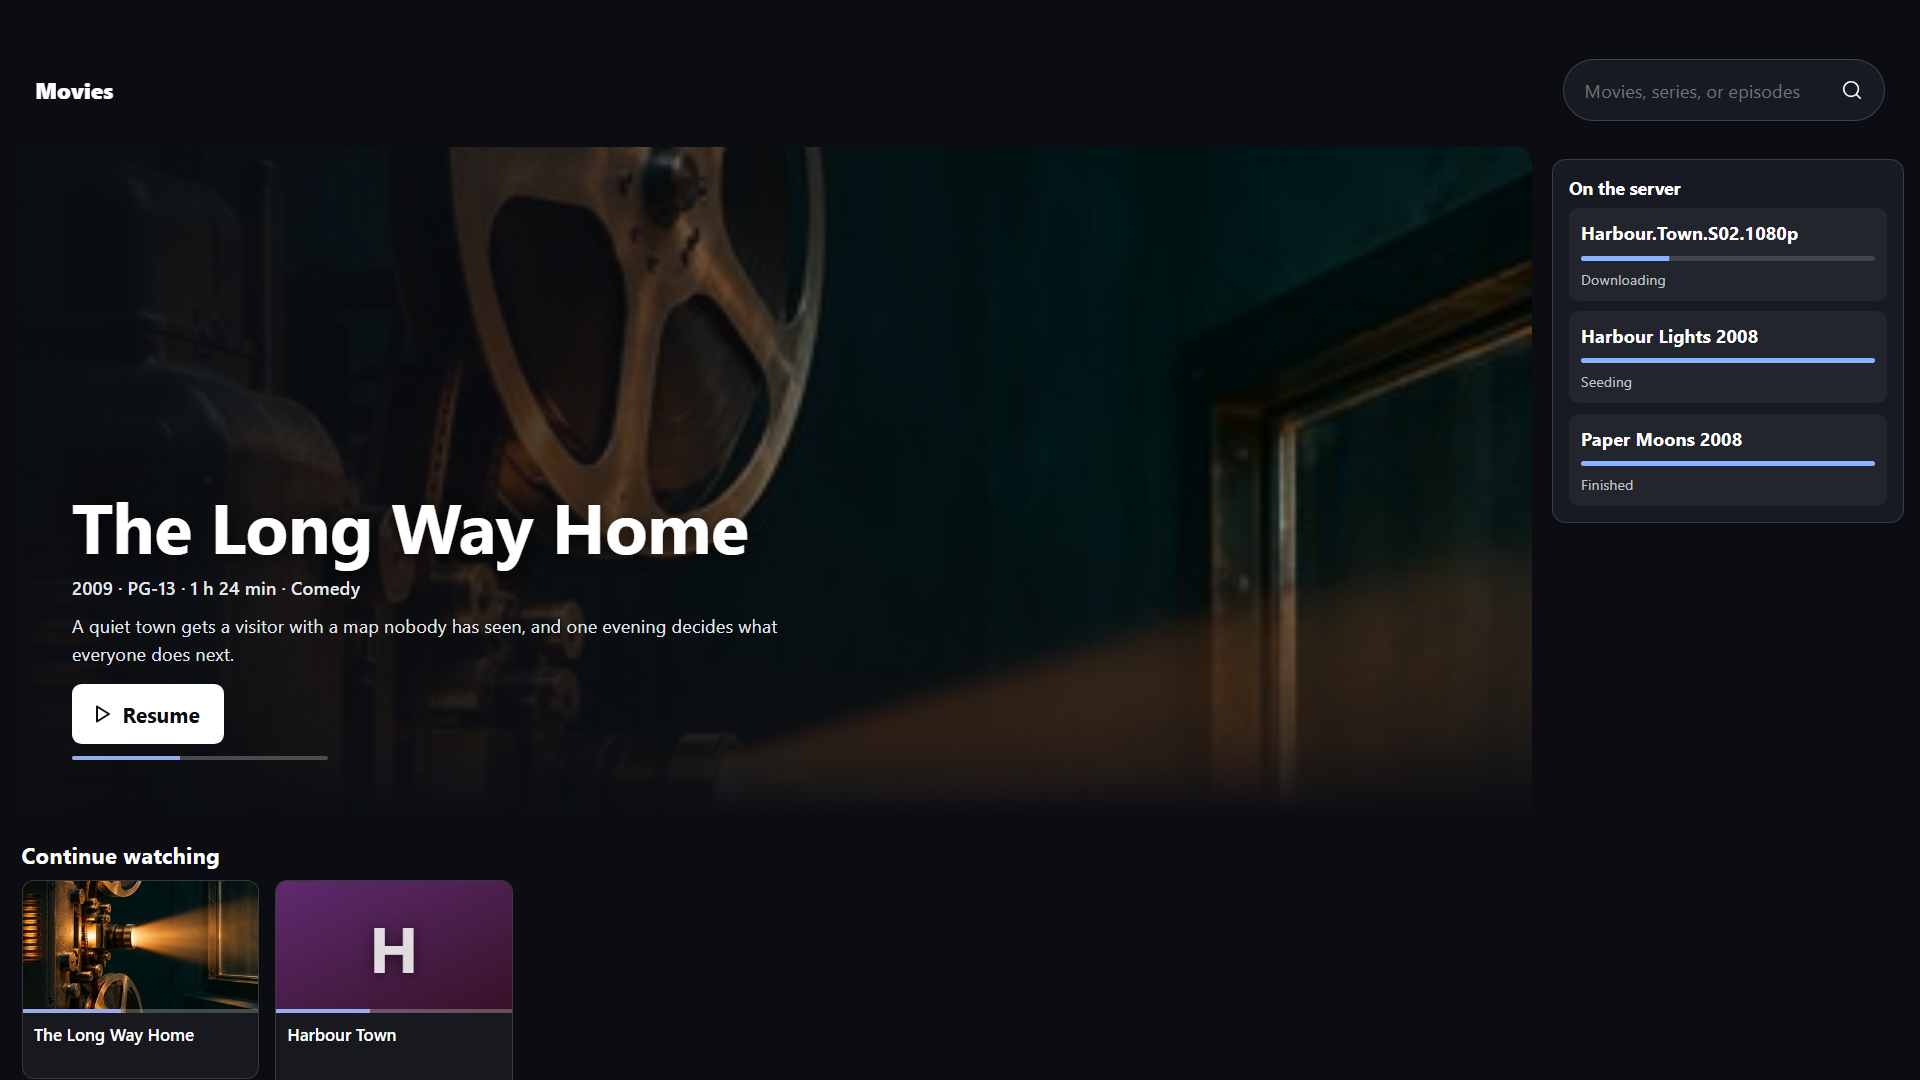 Movies
Movies, series, or episodes
The Long Way Home
2009 · PG-13 · 1 h 24 min · Comedy
A quiet town gets a visitor with a map nobody has seen, and one evening decides what
everyone does next.
Resume
On the server
Harbour.Town.S02.1080p
Downloading
Harbour Lights 2008
Seeding
Paper Moons 2008
Finished
Continue watching
The Long Way Home
H
Harbour Town